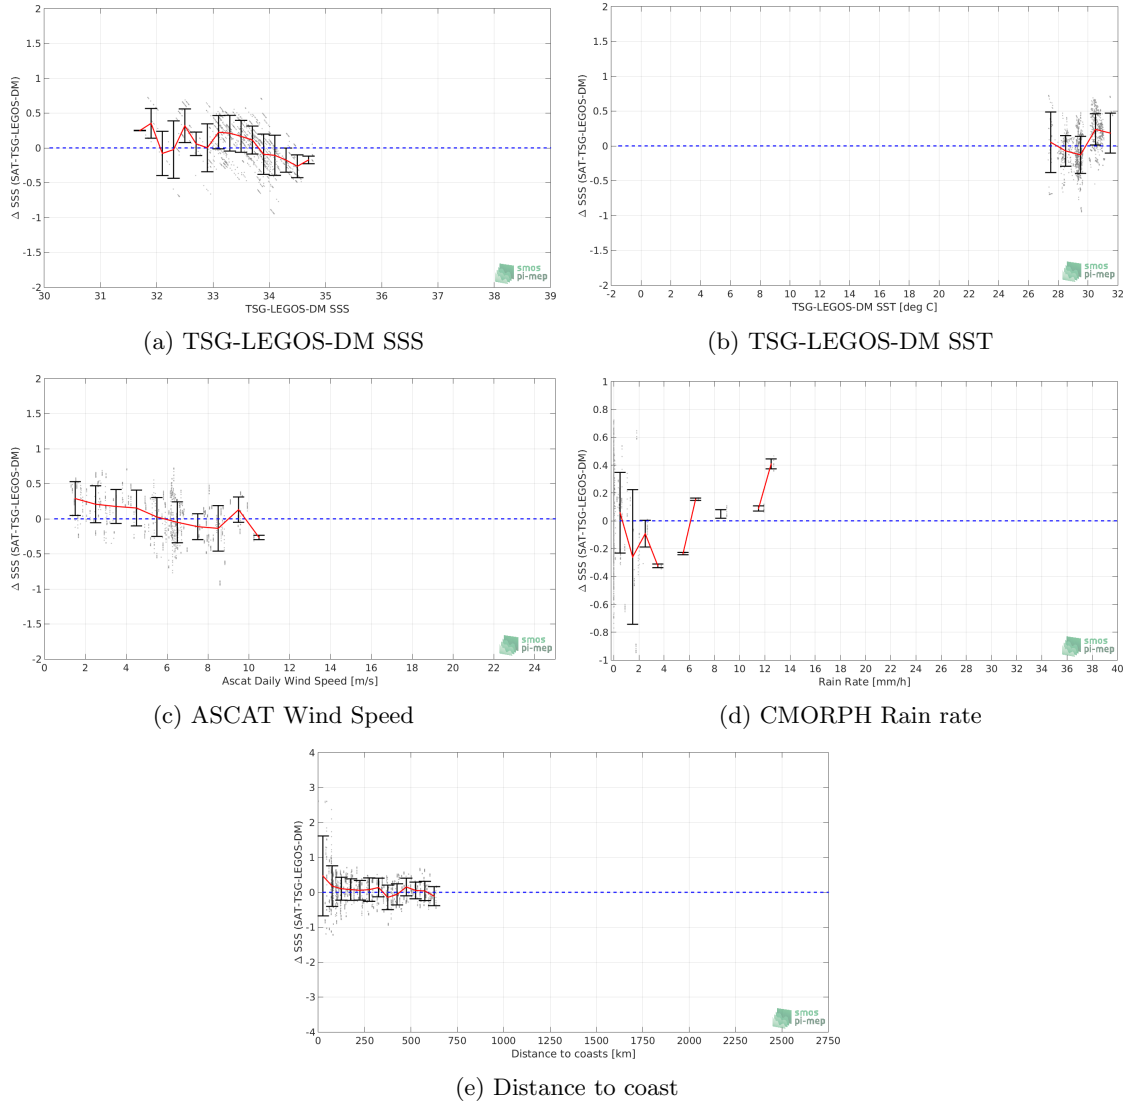 2
1.5
1
0.5
0
-0.5
-1
-1.5
-2
Δ SSS (SAT-TSG-LEGOS-DM)
30 31 32 33 34 35 36 37 38 39
TSG-LEGOS-DM SSS
smos
pi-mep
(a) TSG-LEGOS-DM SSS
2
1.5
1
0.5
0
-0.5
-1
-1.5
-2
Δ SSS (SAT-TSG-LEGOS-DM)
-2 0 2 4 6 8 10 12 14 16 18 20 22 24 26 28 30 32
TSG-LEGOS-DM SST [deg C]
smos
pi-mep
(b) TSG-LEGOS-DM SST
2
1.5
1
0.5
0
-0.5
-1
-1.5
-2
Δ SSS (SAT-TSG-LEGOS-DM)
0 2 4 6 8 10 12 14 16 18 20 22 24
Ascat Daily Wind Speed [m/s]
smos
pi-mep
(c) ASCAT Wind Speed
1
0.8
0.6
0.4
0.2
0
-0.2
-0.4
-0.6
-0.8
-1
Δ SSS (SAT-TSG-LEGOS-DM)
0 2 4 6 8 10 12 14 16 18 20 22 24 26 28 30 32 34 36 38 40
Rain Rate [mm/h]
smos
pi-mep
(d) CMORPH Rain rate
4
3
2
1
0
-1
-2
-3
-4
Δ SSS (SAT-TSG-LEGOS-DM)
0 250 500 750 1000 1250 1500 1750 2000 2250 2500 2750
Distance to coasts [km]
smos
pi-mep
(e) Distance to coast